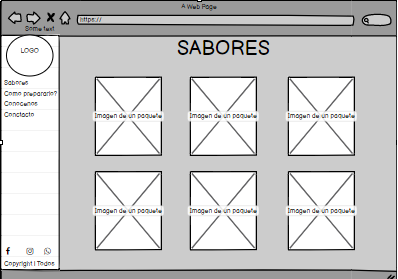 A Web Page
https://
Some text
LOGO
SABORES
Sabores
Como prepararlo?
Conocenos
Conctacto
Imagen de un paquete
Imagen de un paquete
Imagen de un paquete
Imagen de un paquete
Imagen de un paquete
Imagen de un paquete
Copyright | Todos